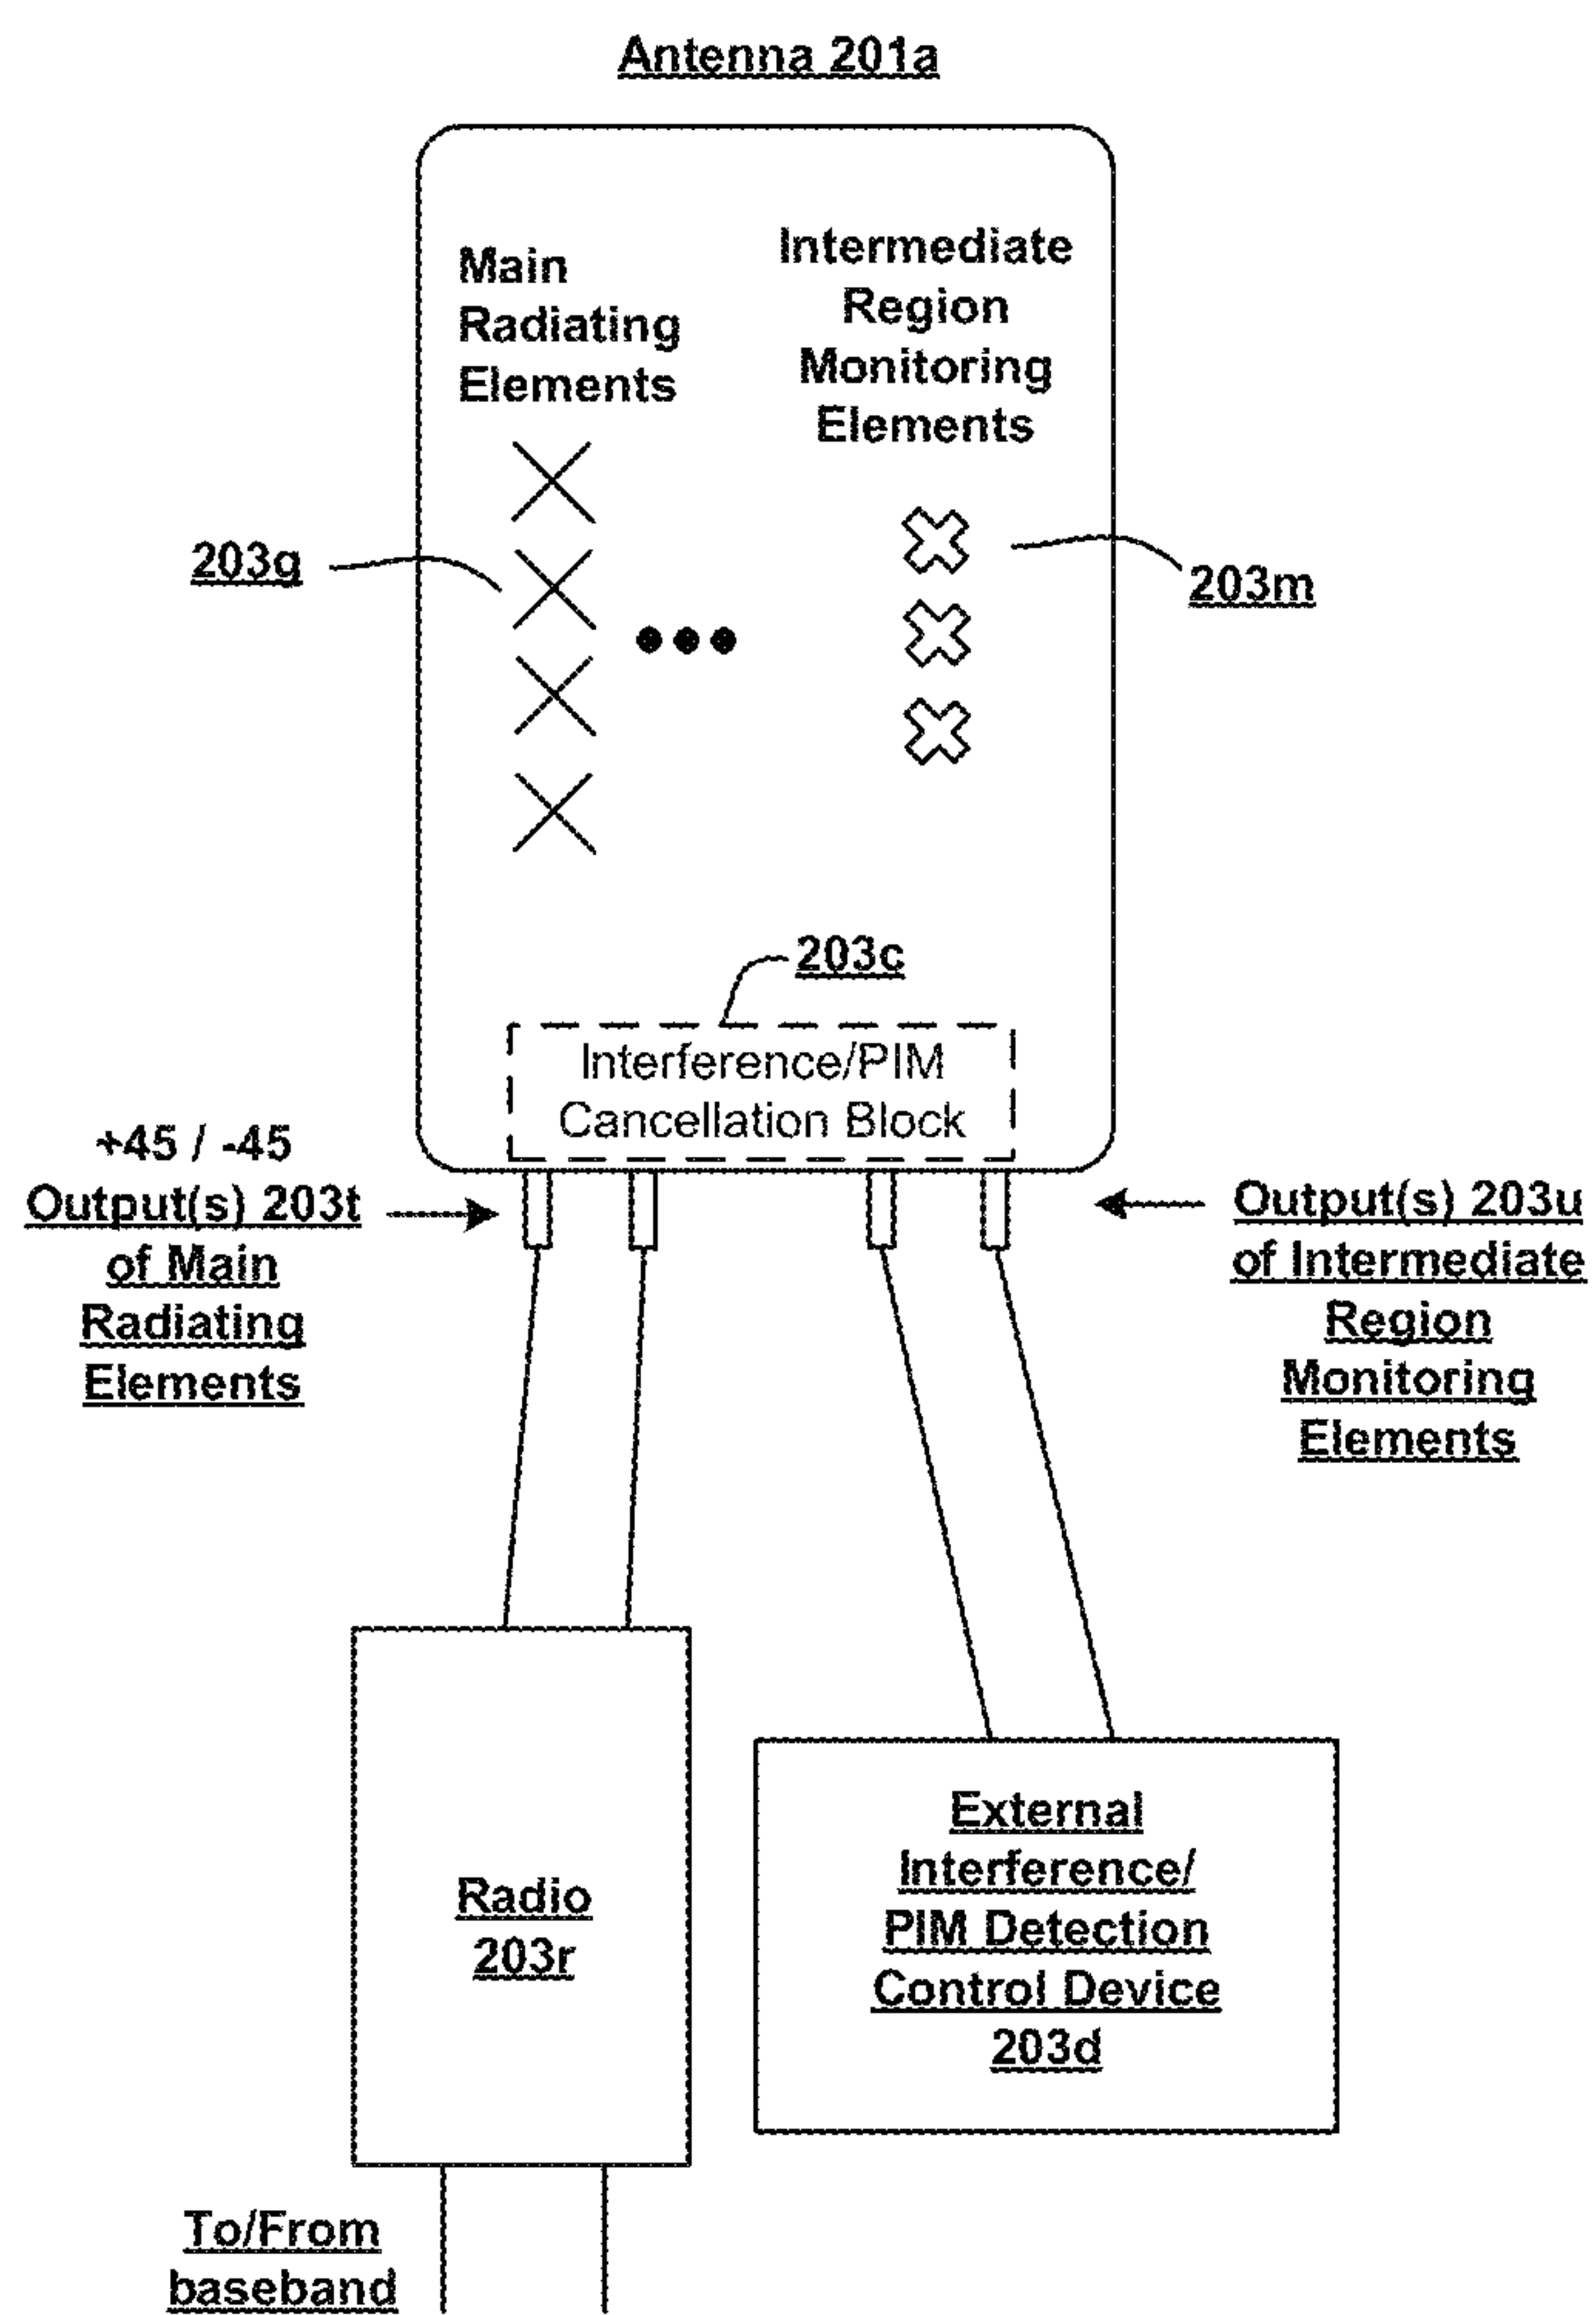 Antenna 201a
Main
Radiating
Elements
Intermediate
Region
Monitoring
Elements
203g
203m
203c
Interference/PIM
Cancellation Block
+45 / -45
Output(s) 203t
of Main
Radiating
Elements
Output(s) 203u
of Intermediate
Region
Monitoring
Elements
Radio
203r
External
Interference/
PIM Detection
Control Device
203d
To/From
baseband